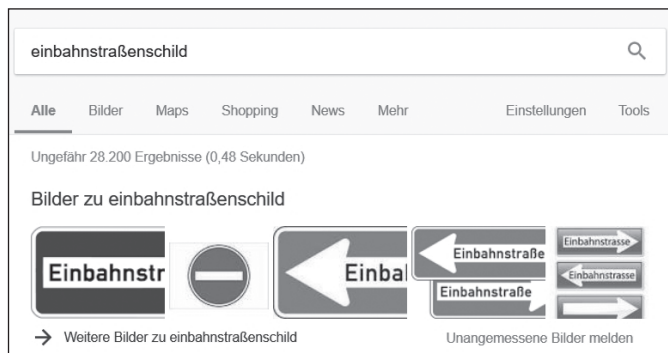 einbahnstraßenschild
Alle Bilder Maps Shopping News Mehr Einstellungen Tools
Ungefähr 28.200 Ergebnisse (0,48 Sekunden)
Bilder zu einbahnstraßenschild
Einbahnstr
Einbal
Einbahnstraße
Einbahnstraße
Einbahnstrasse
Einbahnstrasse
→ Weitere Bilder zu einbahnstraßenschild Unangemessene Bilder melden